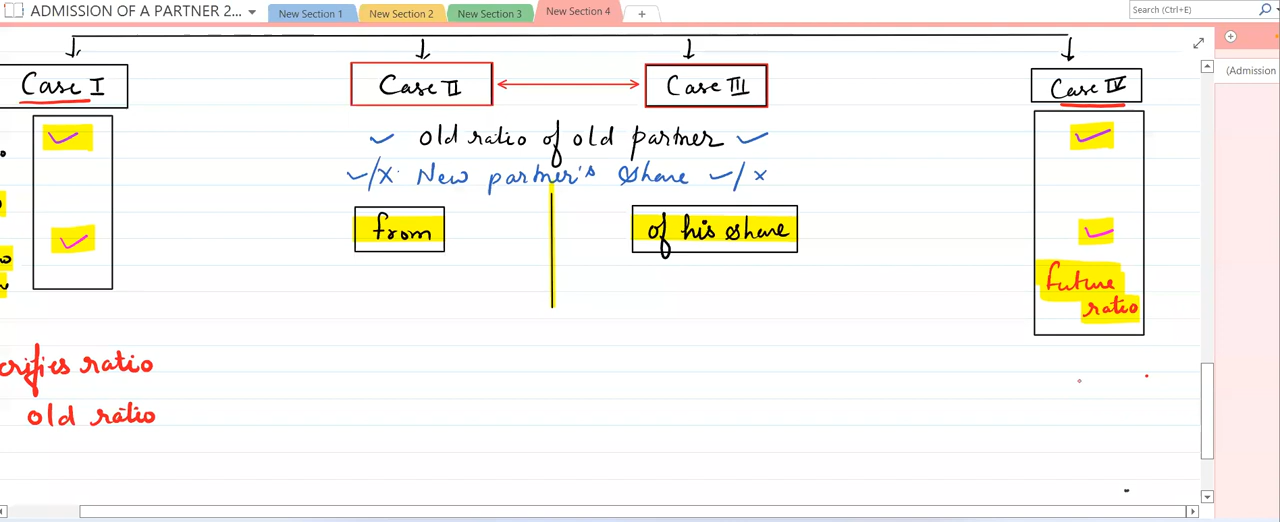 ADMISSION OF A PARTNER 2...
New Section 1
New Section 2
New Section 3
New Section 4
+
Search (Ctrl+E)
(Admission
Case I
Case II
Case III
Case IV
✓ old ratio of old partner ✓
✓/x New partner's share ✓/x
from
of his share
✓
✓
✓
✓
future
ratio
crifies ratio
old ratio